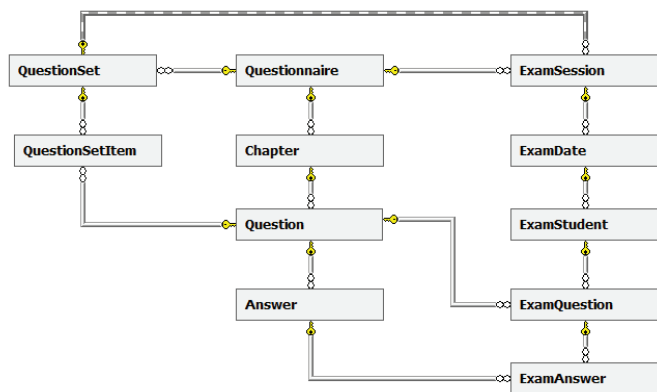 QuestionSet
Questionnaire
ExamSession
QuestionSetItem
Chapter
ExamDate
Question
ExamStudent
Answer
ExamQuestion
ExamAnswer